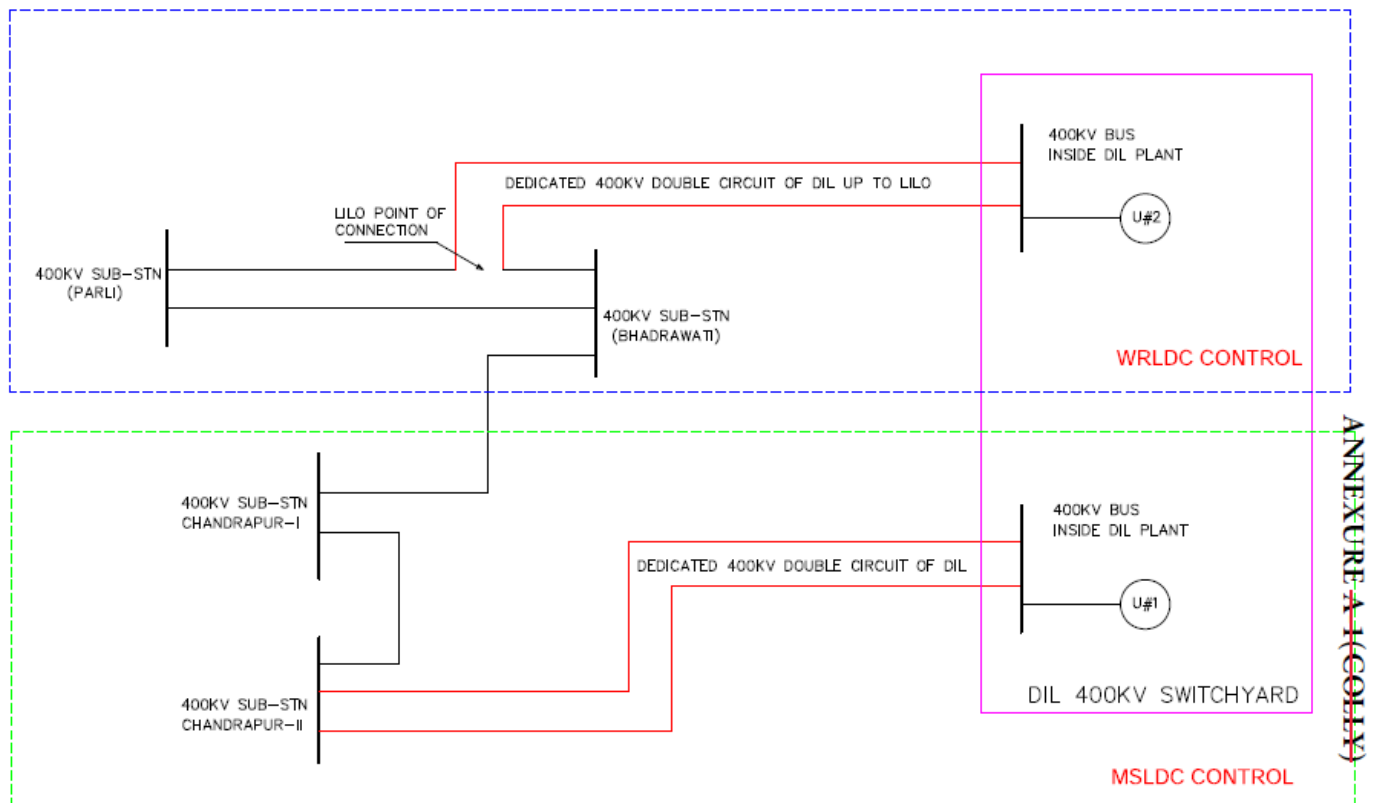 400KV BUS
INSIDE DIL PLANT
DEDICATED 400KV DOUBLE CIRCUIT OF DIL UP TO LILO
U#2
LILO POINT OF
CONNECTION
400KV SUB-STN
(PARLI)
400KV SUB-STN
(BHADRAWATI)
WRLDC CONTROL
ANNEXURE A 1(COLLY)
400KV SUB-STN
CHANDRAPUR-I
400KV BUS
INSIDE DIL PLANT
DEDICATED 400KV DOUBLE CIRCUIT OF DIL
U#1
400KV SUB-STN
CHANDRAPUR-II
DIL 400KV SWITCHYARD
MSLDC CONTROL